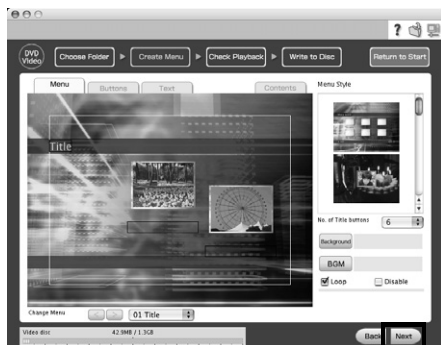 ?
DVD Video
Choose Folder
Create Menu
Check Playback
Write to Disc
Return to Start
Menu
Buttons
Text
Contents
Menu Style
Title
No. of Title buttons
6
Background
BGM
Loop
Disable
Change Menu
01 Title
Video disc
42.9MB / 1.3GB
Back
Next